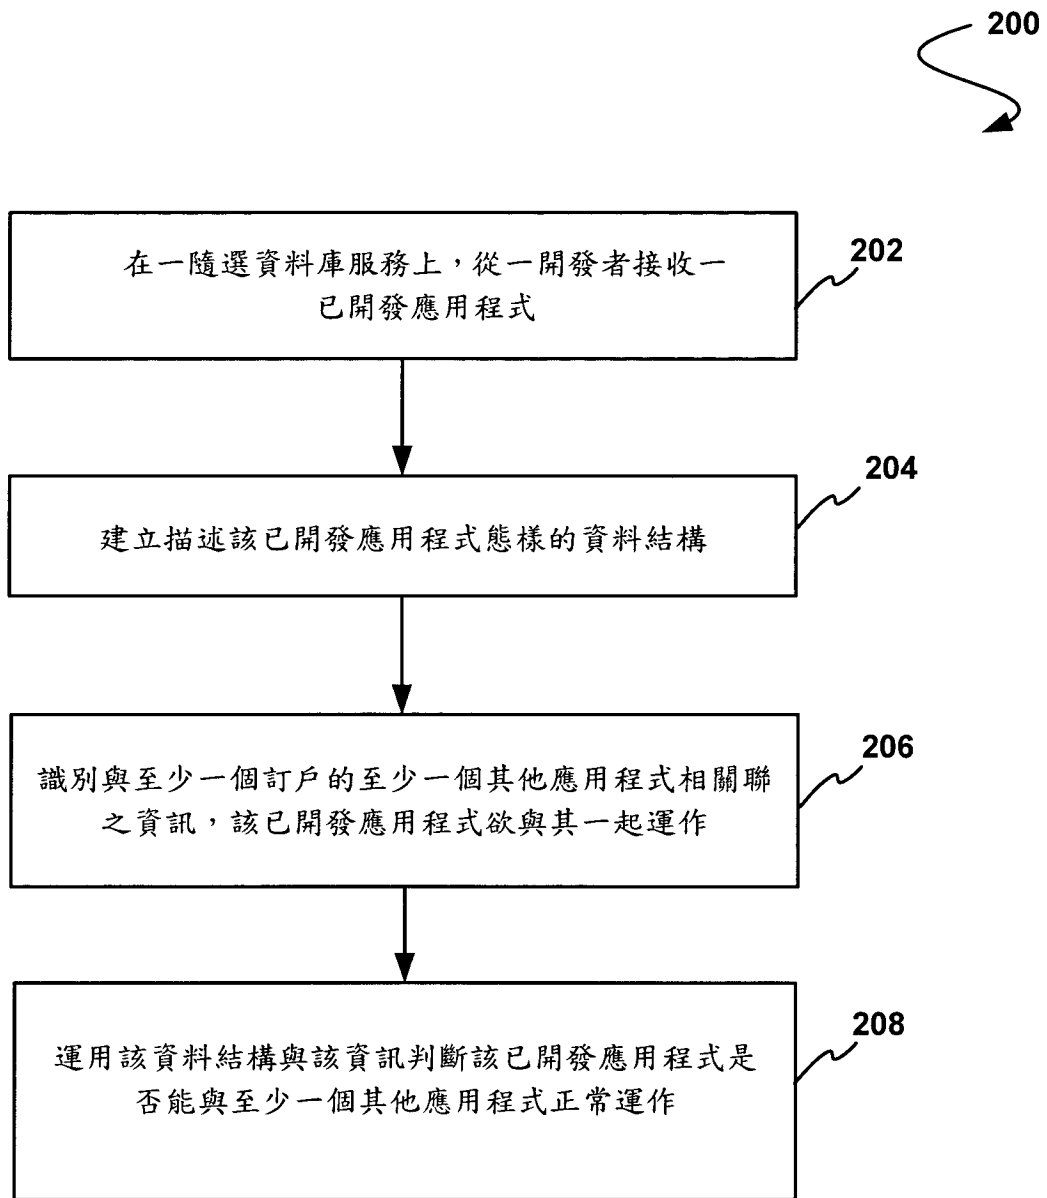 200
在一隨選資料庫服務上，從一開發者接收一
已開發應用程式
202
建立描述該已開發應用程式態樣的資料結構
204
識別與至少一個訂戶的至少一個其他應用程式相關聯
之資訊，該已開發應用程式欲與其一起運作
206
運用該資料結構與該資訊判斷該已開發應用程式是
否能與至少一個其他應用程式正常運作
208